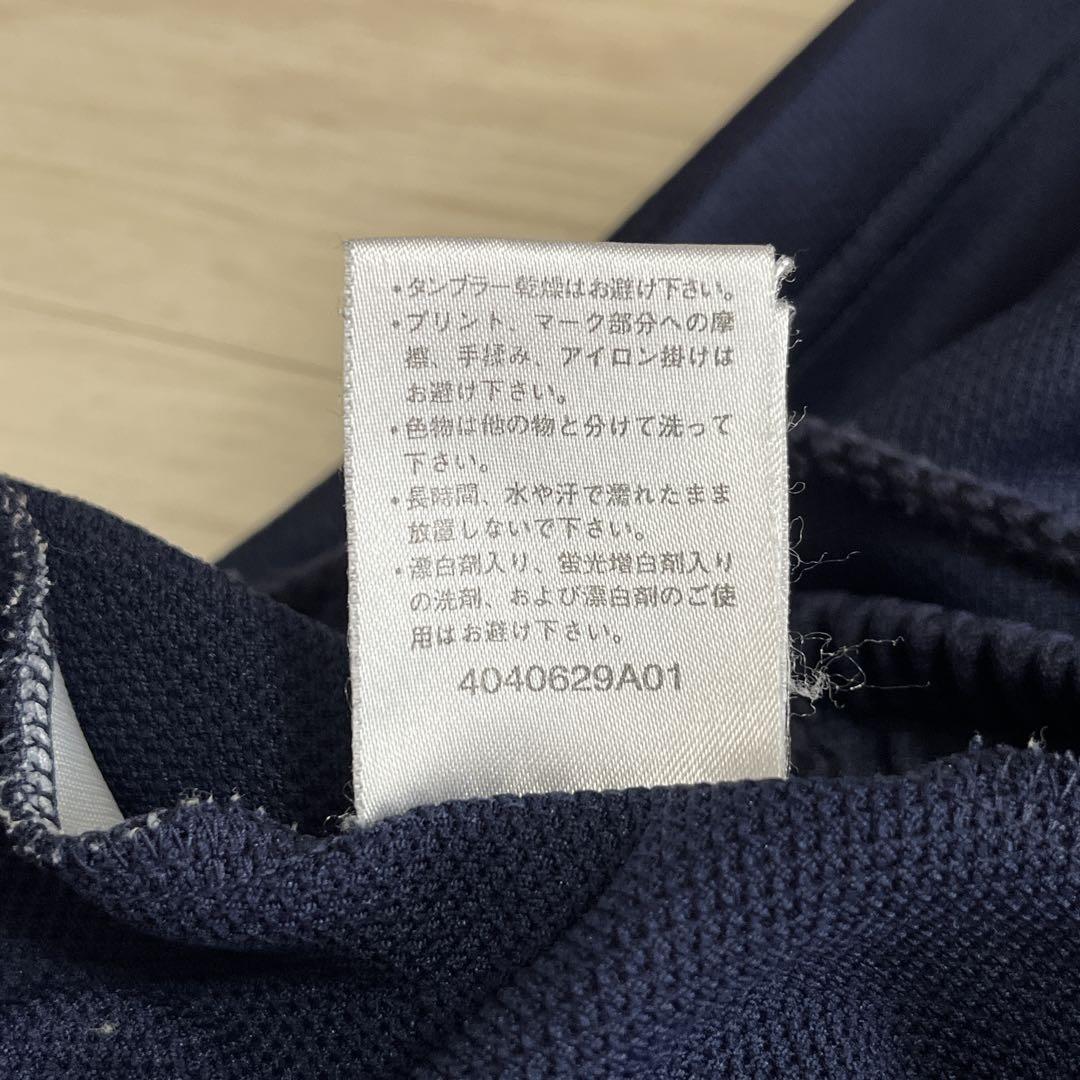 ・タンブラー乾燥はお避け下さい。
・プリント、マーク部分への摩
擦、手揉み、アイロン掛けは
お避け下さい。
・色物は他の物と分けて洗って
下さい。
・長時間、水や汗で濡れたまま
放置しないで下さい。
・漂白剤入り、蛍光増白剤入り
の洗剤、および漂白剤のご使
用はお避け下さい。
4040629A01